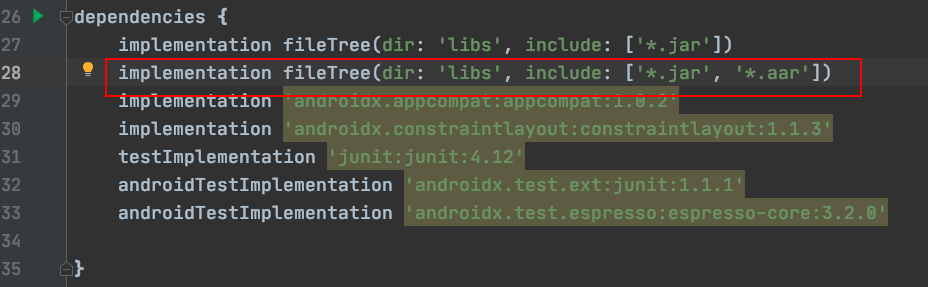 26 dependencies {
27 implementation fileTree(dir: 'libs', include: ['*.jar'])
28 implementation fileTree(dir: 'libs', include: ['*.jar', '*.aar'])
29 implementation 'androidx.appcompat:appcompat:1.0.2'
30 implementation 'androidx.constraintlayout:constraintlayout:1.1.3'
31 testImplementation 'junit:junit:4.12'
32 androidTestImplementation 'androidx.test.ext:junit:1.1.1'
33 androidTestImplementation 'androidx.test.espresso:espresso-core:3.2.0'
34
35 }